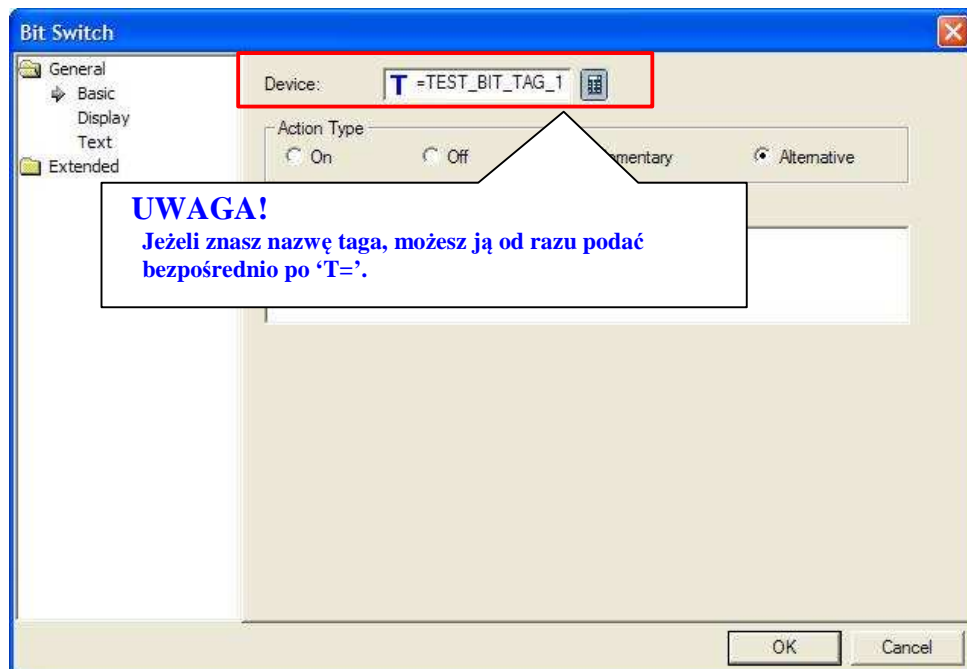 Bit Switch
General
Basic
Display
Text
Extended
Device:
T =TEST_BIT_TAG_1
Action Type
On
Off
Alternative
UWAGA!
Jeżeli znasz nazwę taga, możesz ją od razu podać
bezpośrednio po ‘T=’.
OK
Cancel